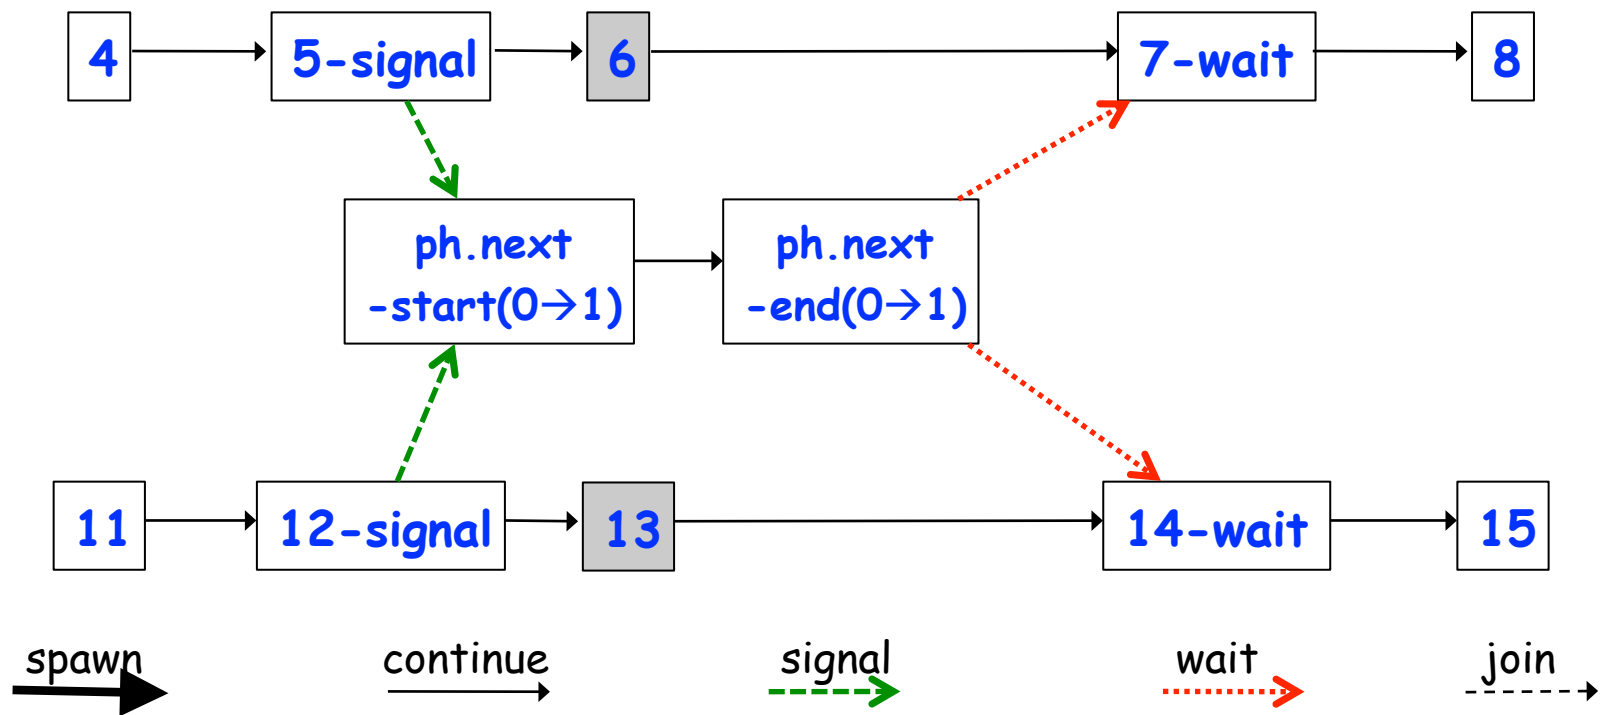 4
5-signal
6
7-wait
8
ph.next
-start(0→1)
ph.next
-end(0→1)
11
12-signal
13
14-wait
15
spawn
continue
signal
wait
join